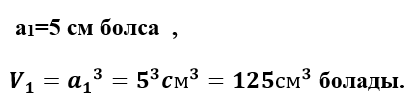 a₁=5 см болса ,
V₁ = a₁³ = 5³см³ = 125см³ болады.